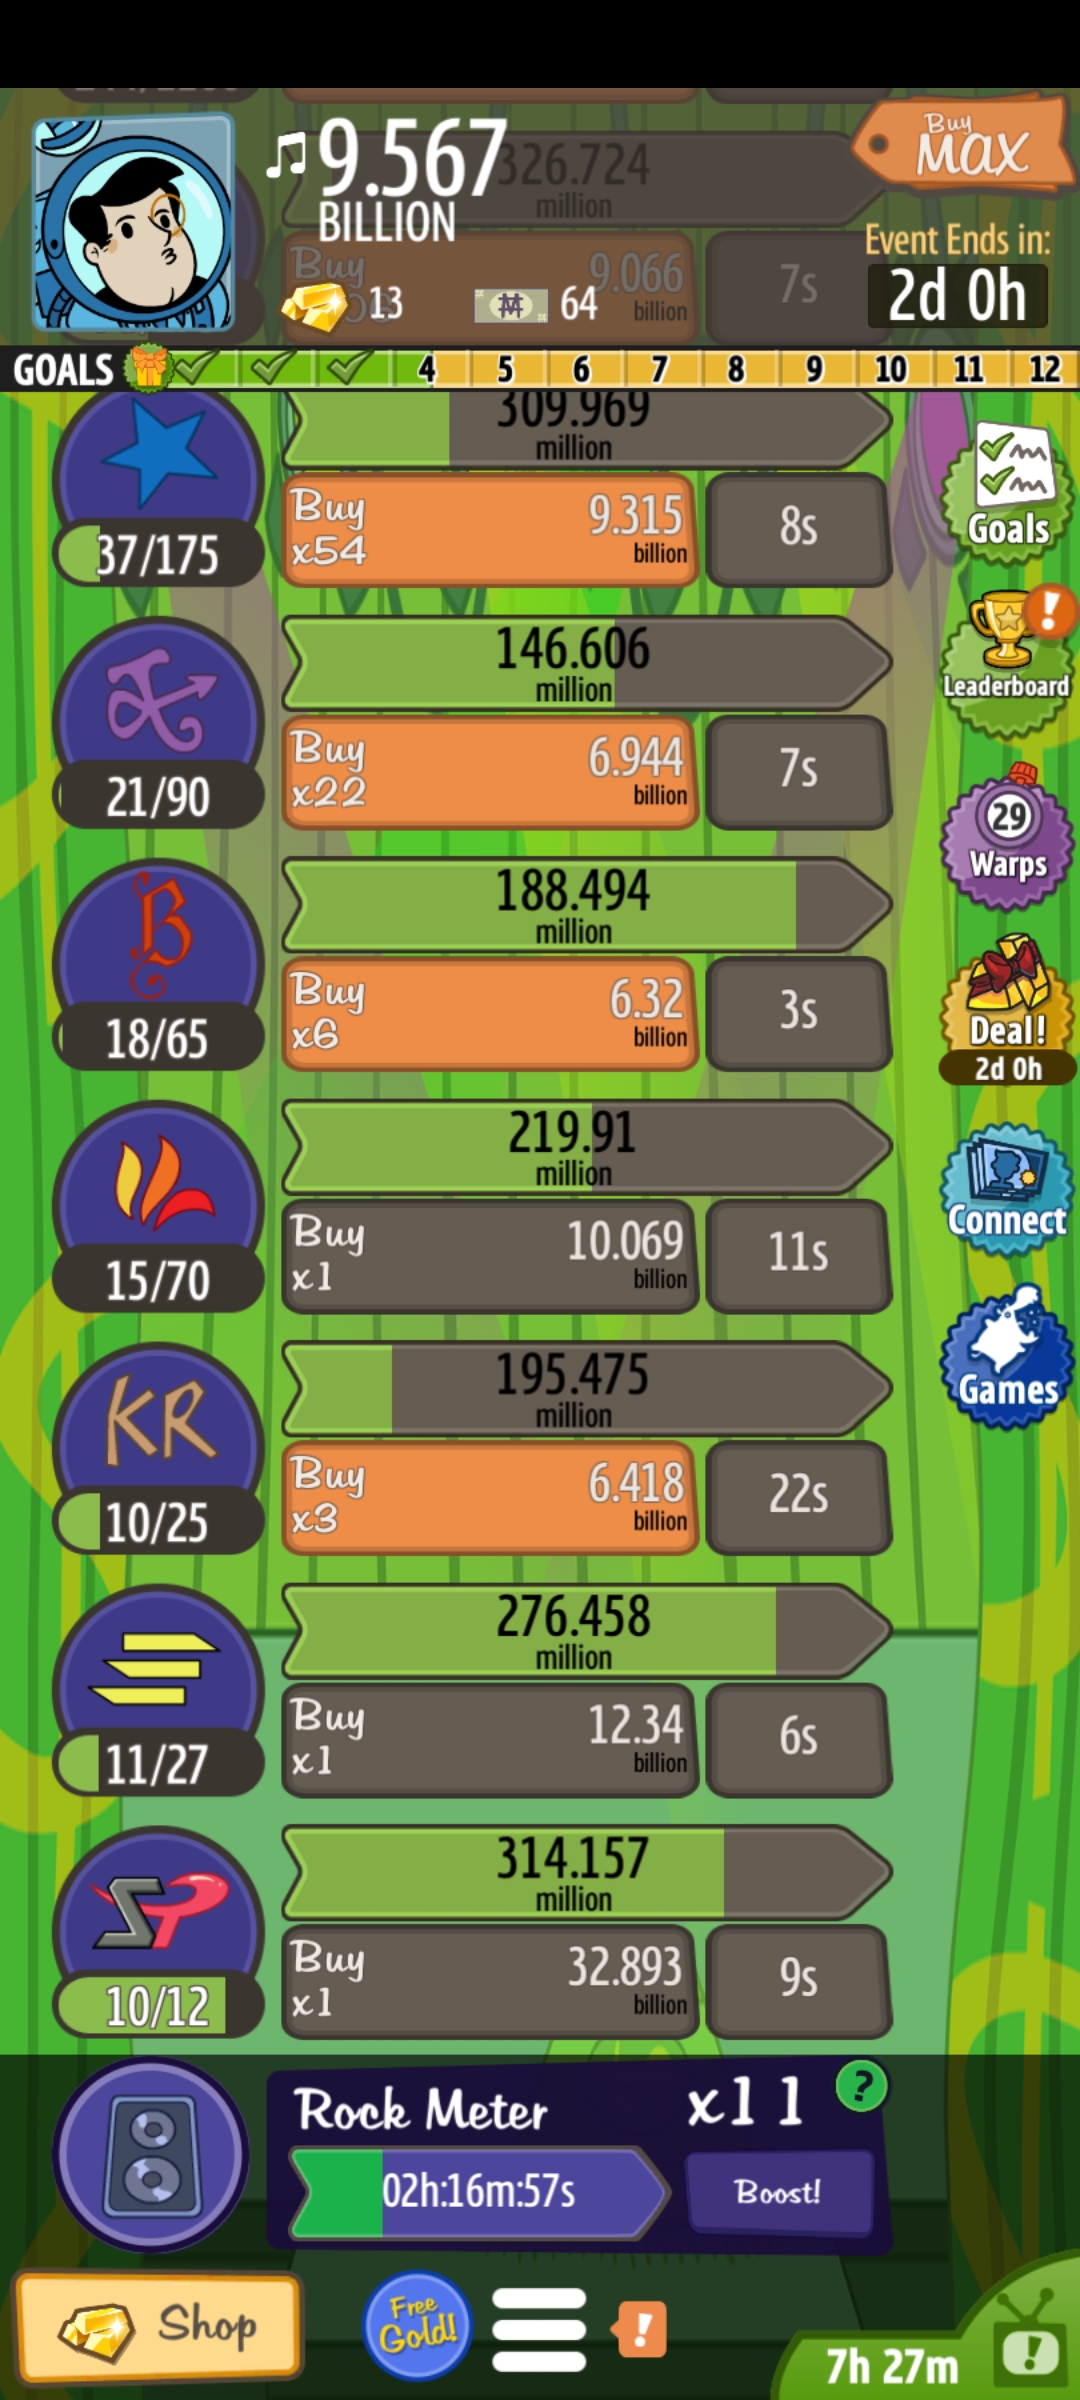 9.567
BILLION
326.724
million
Buy
MAX
Buy
9.066
billion
7s
13
64
Event Ends in:
2d 0h
GOALS 4 5 6 7 8 9 10 11 12
309.969
million
37/175
Buy
x54
9.315
billion
8s
Goals
146.606
million
21/90
Buy
x22
6.944
billion
7s
Leaderboard
188.494
million
18/65
B
Buy
x6
6.32
billion
3s
29
Warps
Deal!
2d 0h
219.91
million
15/70
Buy
x1
10.069
billion
11s
Connect
195.475
million
KR
10/25
Buy
x3
6.418
billion
22s
Games
276.458
million
11/27
Buy
x1
12.34
billion
6s
314.157
million
SP
10/12
Buy
x1
32.893
billion
9s
Rock Meter
x11
?
02h:16m:57s
Boost!
Shop
Free
Gold!
!
7h 27m
!